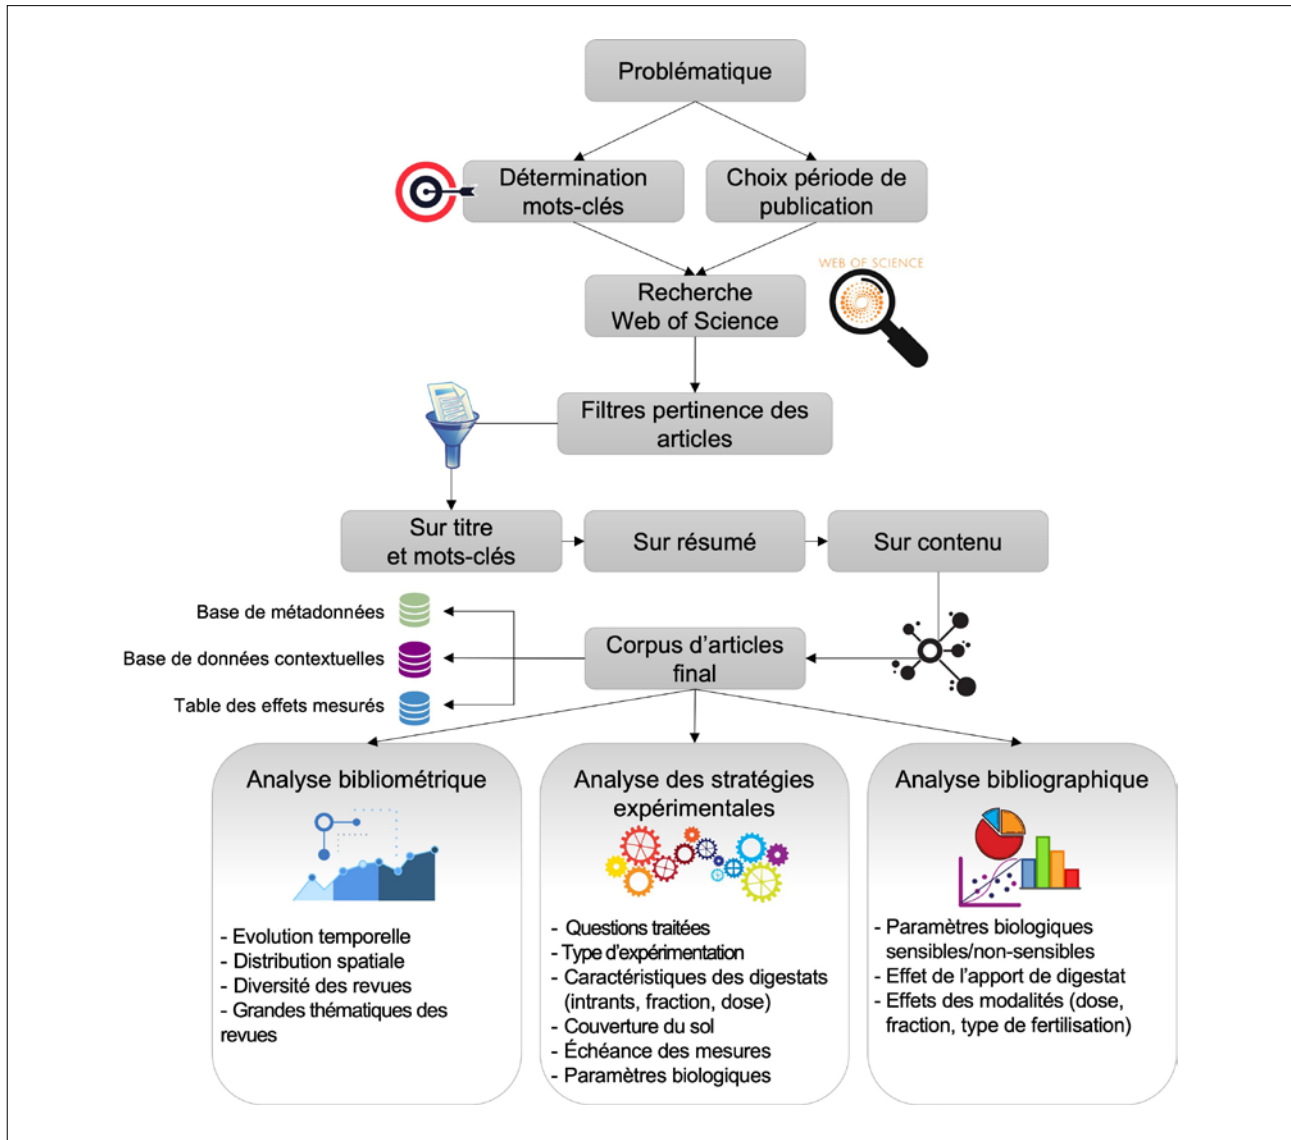 Problématique
Détermination
mots-clés
Choix période de
publication
WEB OF SCIENCE
Recherche
Web of Science
Filtres pertinence des
articles
Sur titre
et mots-clés
Sur résumé
Sur contenu
Base de métadonnées
Base de données contextuelles
Table des effets mesurés
Corpus d'articles
final
Analyse bibliométrique
- Evolution temporelle
- Distribution spatiale
- Diversité des revues
- Grandes thématiques des
revues
Analyse des stratégies
expérimentales
- Questions traitées
- Type d'expérimentation
- Caractéristiques des digestats
(intrants, fraction, dose)
- Couverture du sol
- Échéance des mesures
- Paramètres biologiques
Analyse bibliographique
- Paramètres biologiques
sensibles/non-sensibles
- Effet de l'apport de digestat
- Effets des modalités (dose,
fraction, type de fertilisation)